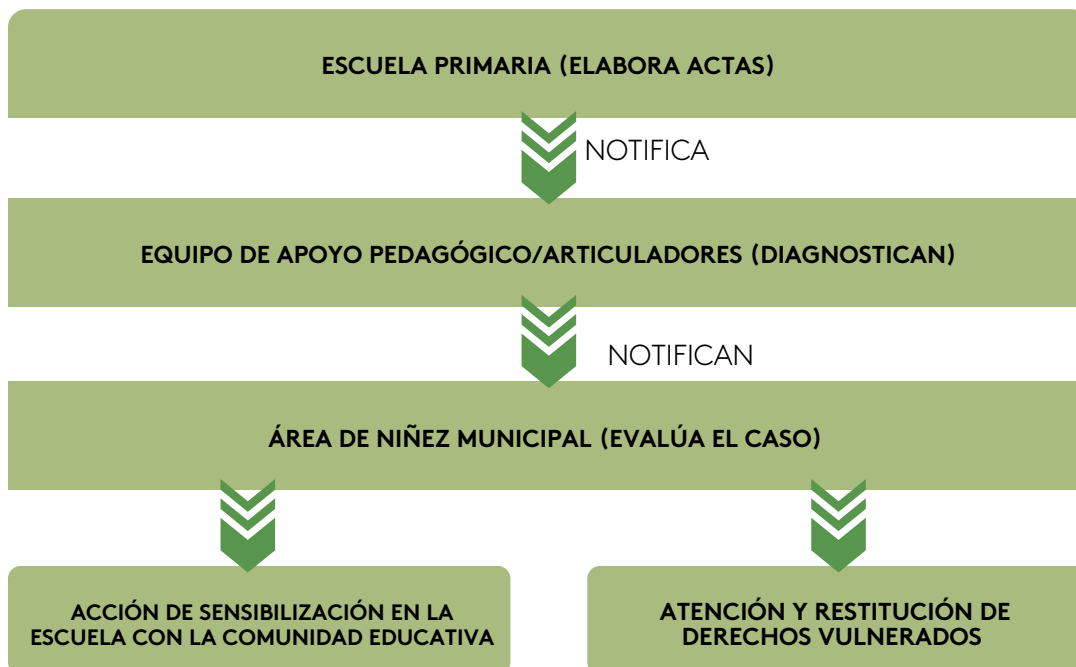 ESCUELA PRIMARIA (ELABORA ACTAS)
NOTIFICA
EQUIPO DE APOYO PEDAGÓGICO/ARTICULADORES (DIAGNOSTICAN)
NOTIFICAN
ÁREA DE NIÑEZ MUNICIPAL (EVALÚA EL CASO)
ACCIÓN DE SENSIBILIZACIÓN EN LA
ESCUELA CON LA COMUNIDAD EDUCATIVA
ATENCIÓN Y RESTITUCIÓN DE
DERECHOS VULNERADOS